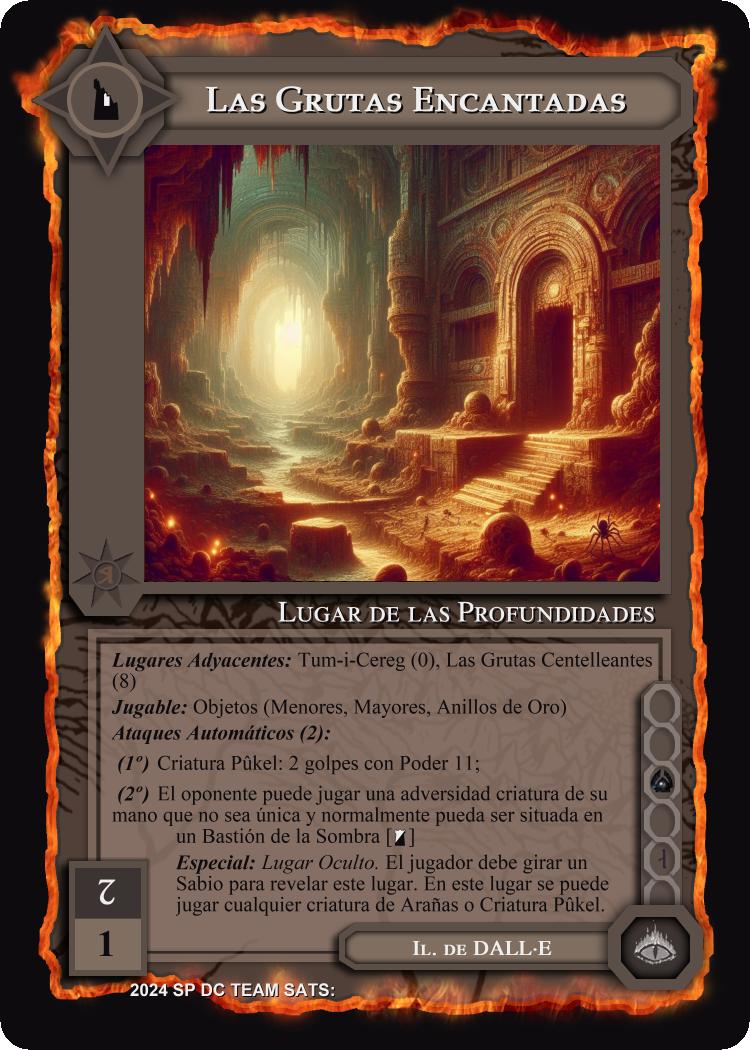 Las Grutas Encantadas
Lugar de las Profundidades
Lugares Adyacentes: Tum-i-Cereg (0), Las Grutas Centelleantes
(8)
Jugable: Objetos (Menores, Mayores, Anillos de Oro)
Ataques Automáticos (2):
(1º) Criatura Pûkel: 2 golpes con Poder 11;
(2º) El oponente puede jugar una adversidad criatura de su
mano que no sea única y normalmente pueda ser situada en
un Bastión de la Sombra [ ]
Especial: Lugar Oculto. El jugador debe girar un
Sabio para revelar este lugar. En este lugar se puede
jugar cualquier criatura de Arañas o Criatura Pûkel.
1
Il. de DALL·E
2024 SP DC TEAM SATS: